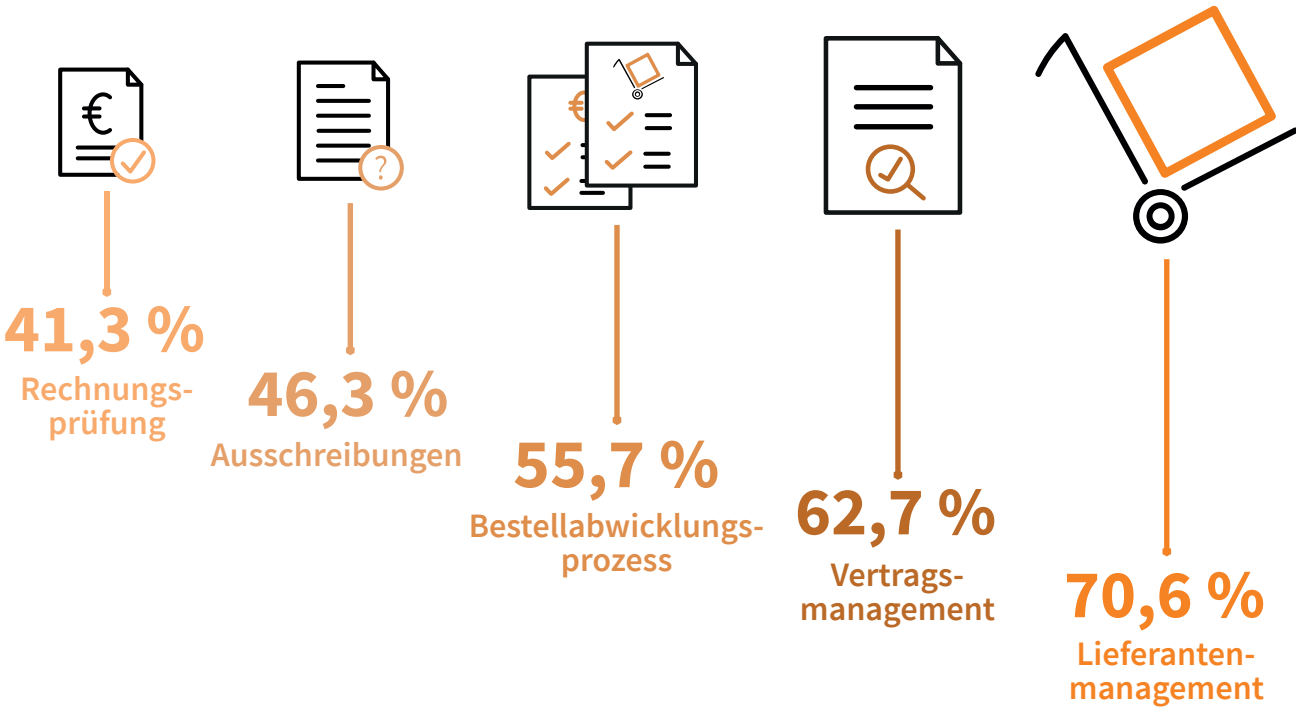 41,3 %
Rechnungs-
prüfung
46,3 %
Ausschreibungen
55,7 %
Bestellabwicklungs-
prozess
62,7 %
Vertrags-
management
70,6 %
Lieferanten-
management